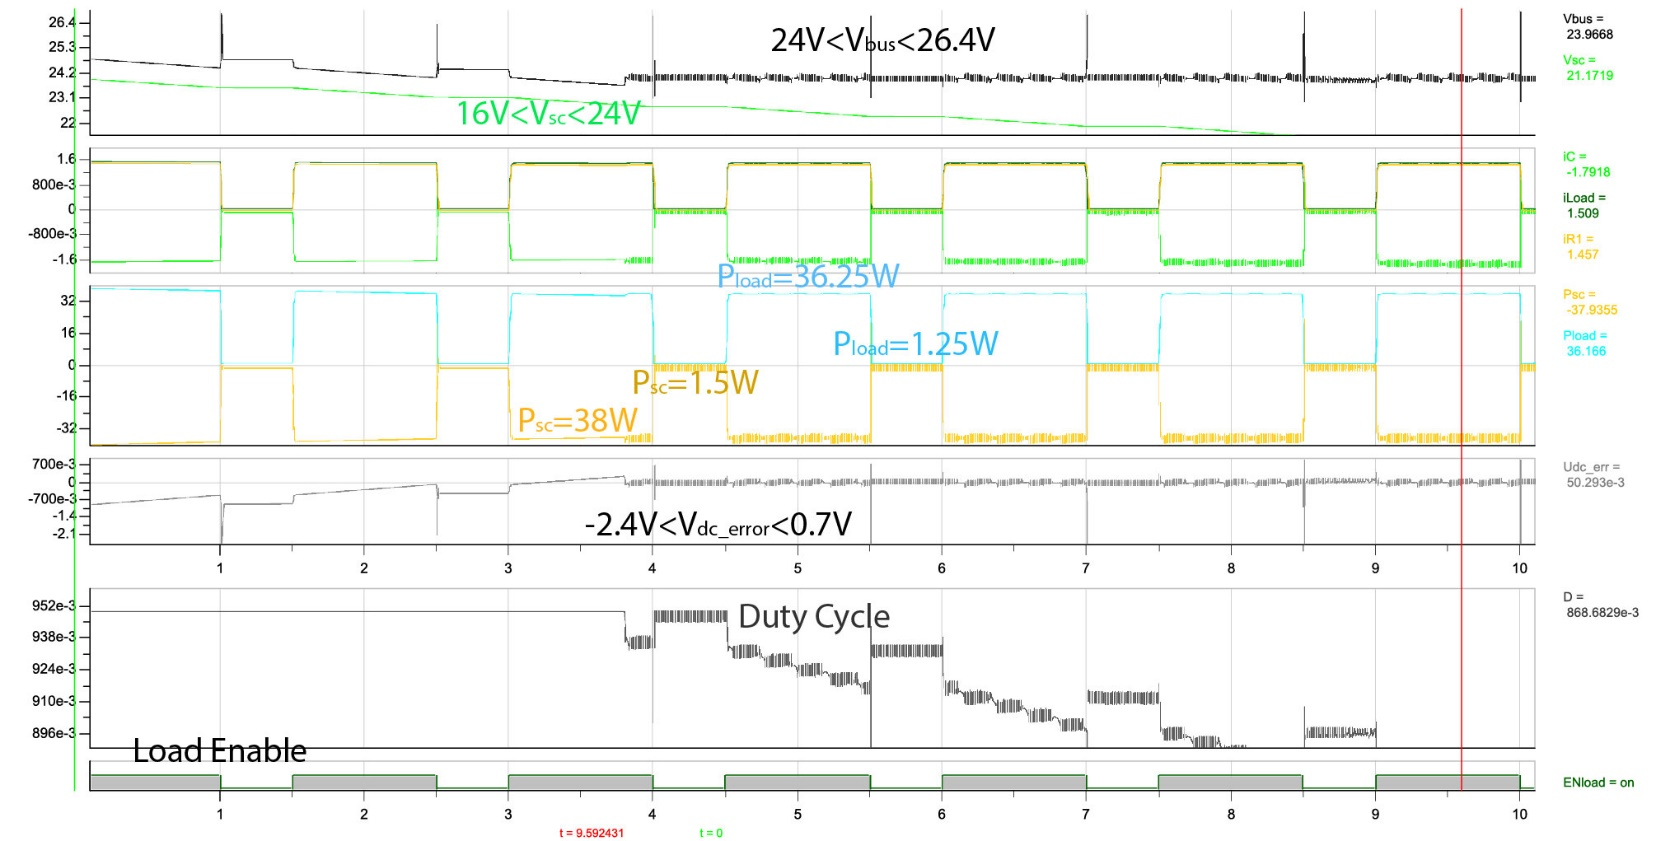 26.4
25.3
24.2
23.1
22
24V<Vbus<26.4V
16V<Vsc<24V
Vbus =
23.9668
Vsc =
21.1719
1.6
800e-3
0
-800e-3
-1.6
iC =
-1.7918
iLoad =
1.509
iR1 =
1.457
Pload=36.25W
32
16
0
-16
-32
Pload=1.25W
Psc=1.5W
Psc=38W
Psc =
-37.9355
Pload =
36.166
700e-3
0
-700e-3
-1.4
-2.1
-2.4V<Vdc_error<0.7V
Udc_err =
50.293e-3
1 2 3 4 5 6 7 8 9 10
952e-3
938e-3
924e-3
910e-3
896e-3
Duty Cycle
D =
868.6829e-3
Load Enable
ENload = on
1 2 3 4 5 6 7 8 9 10
t = 9.592431 t = 0